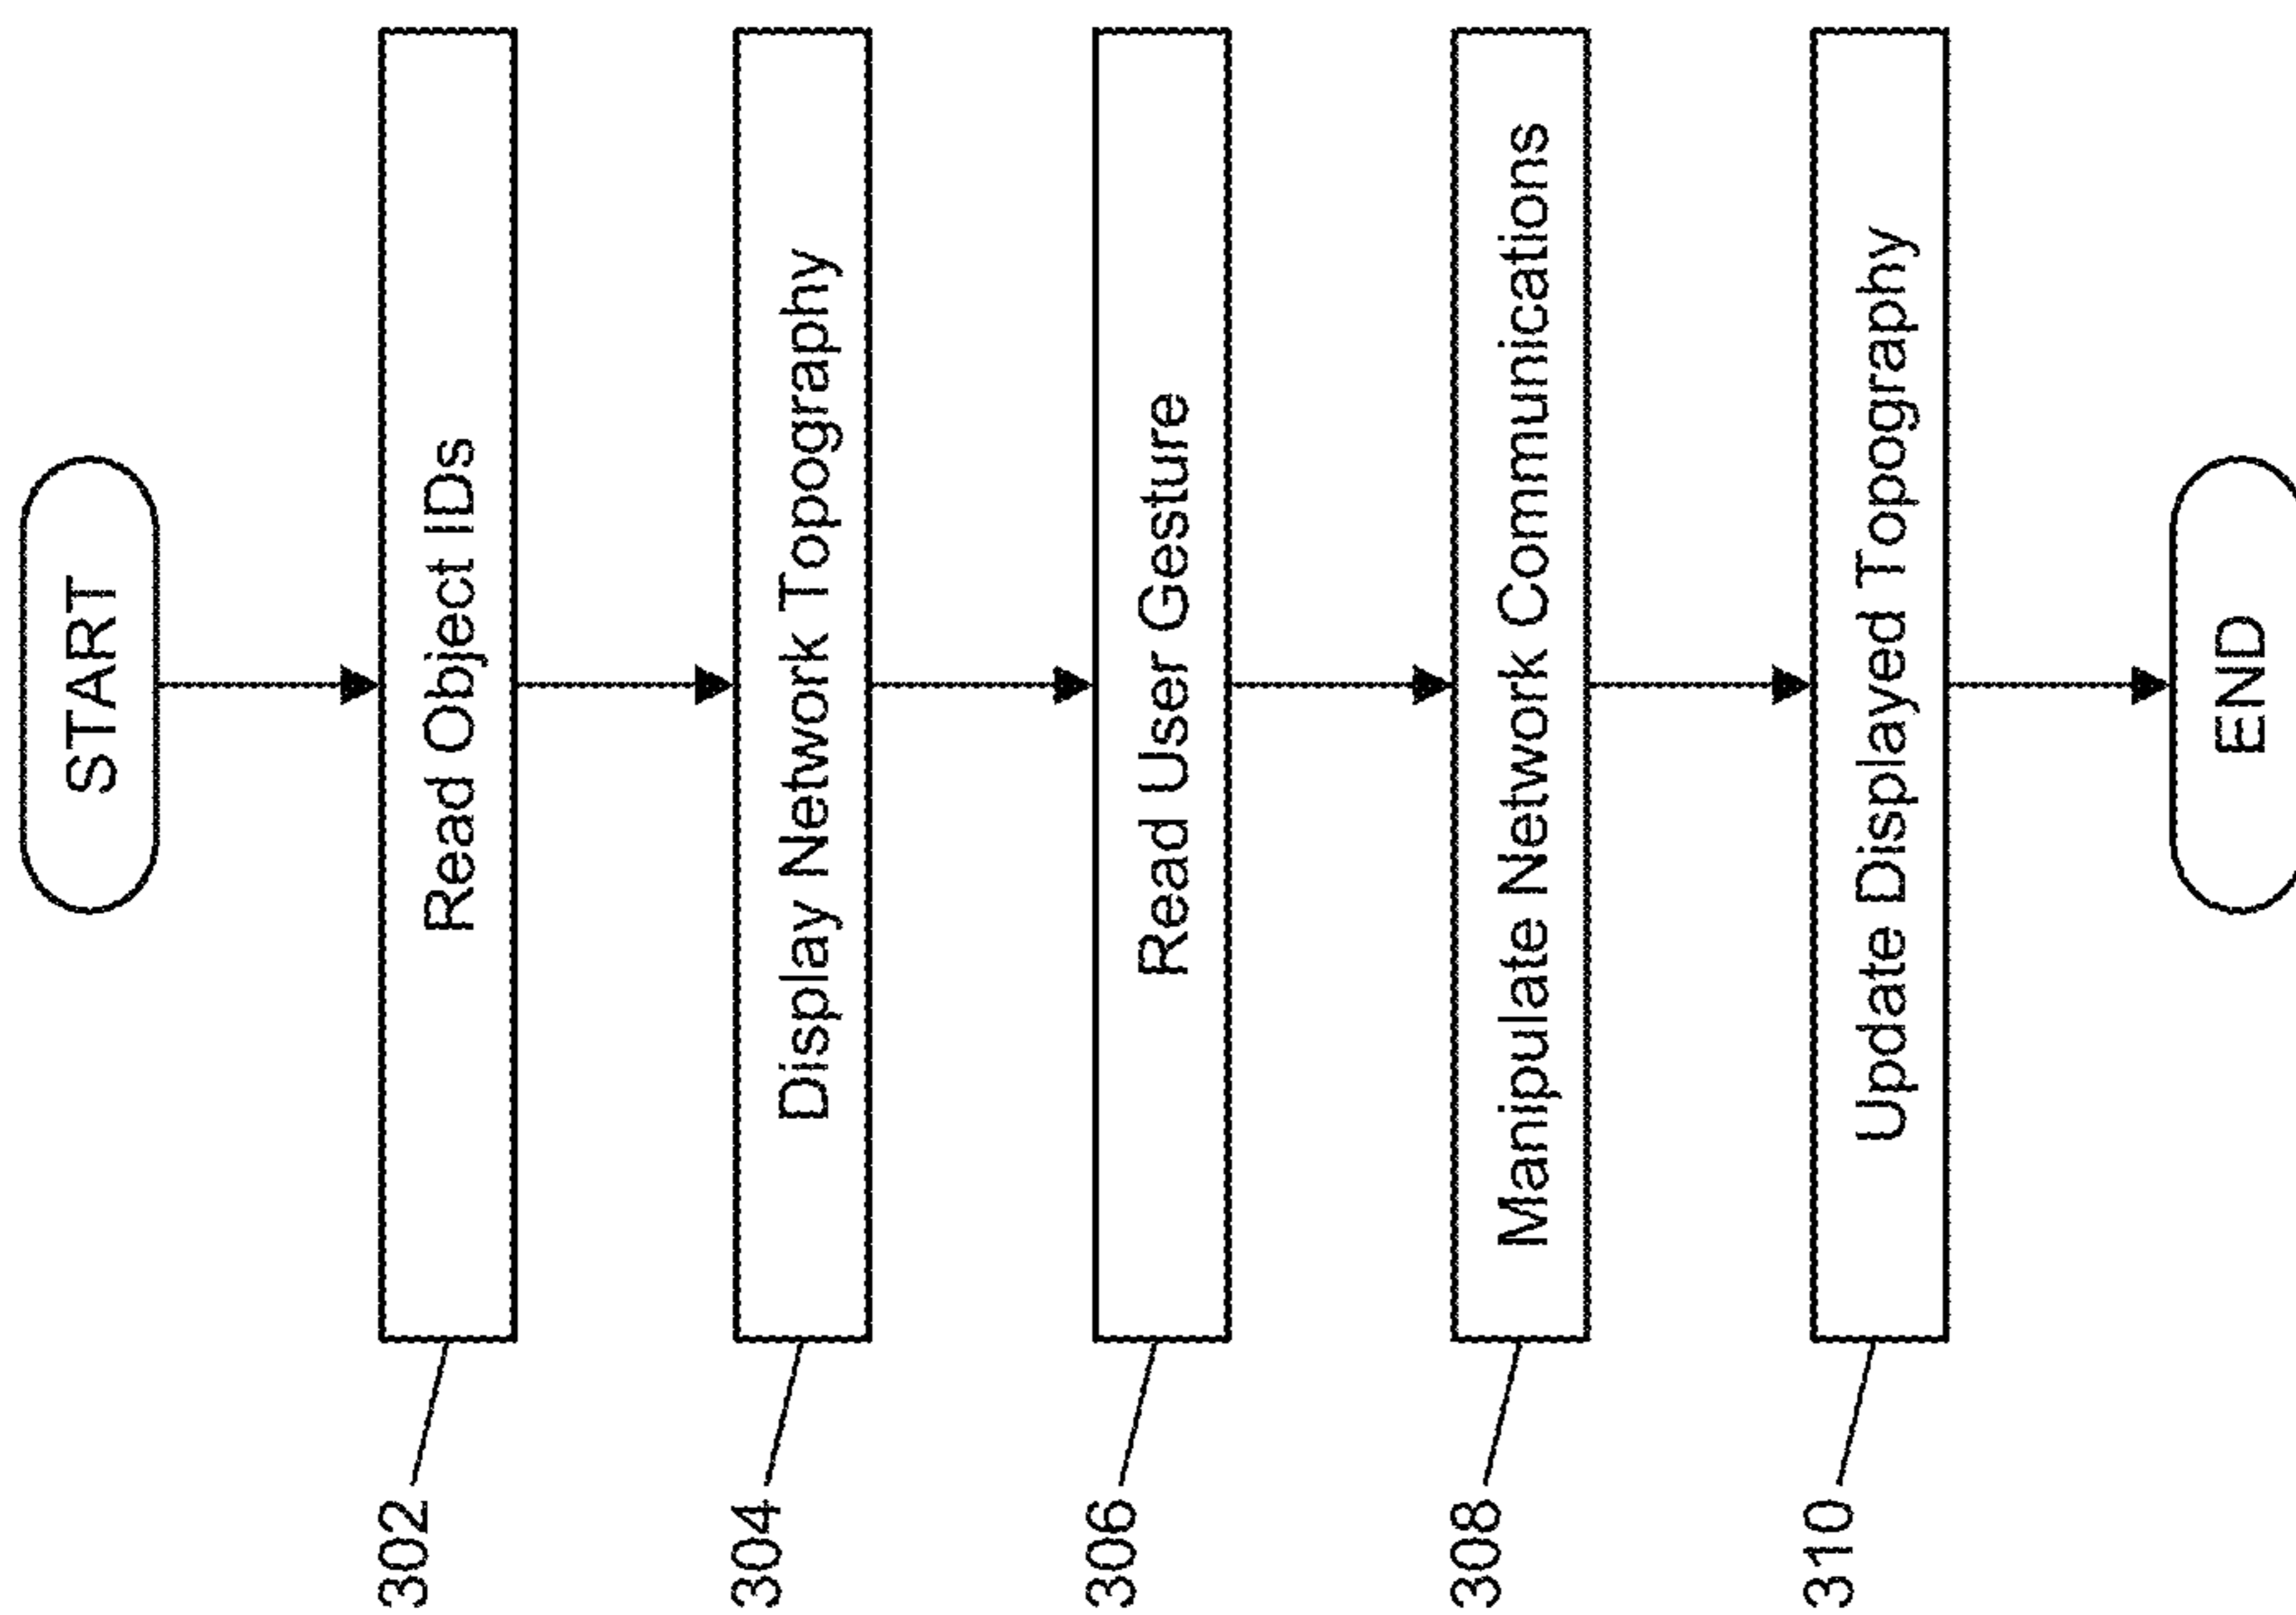 START
302
Read Object IDs
304
Display Network Topography
306
Read User Gesture
308
Manipulate Network Communications
310
Update Displayed Topography
END